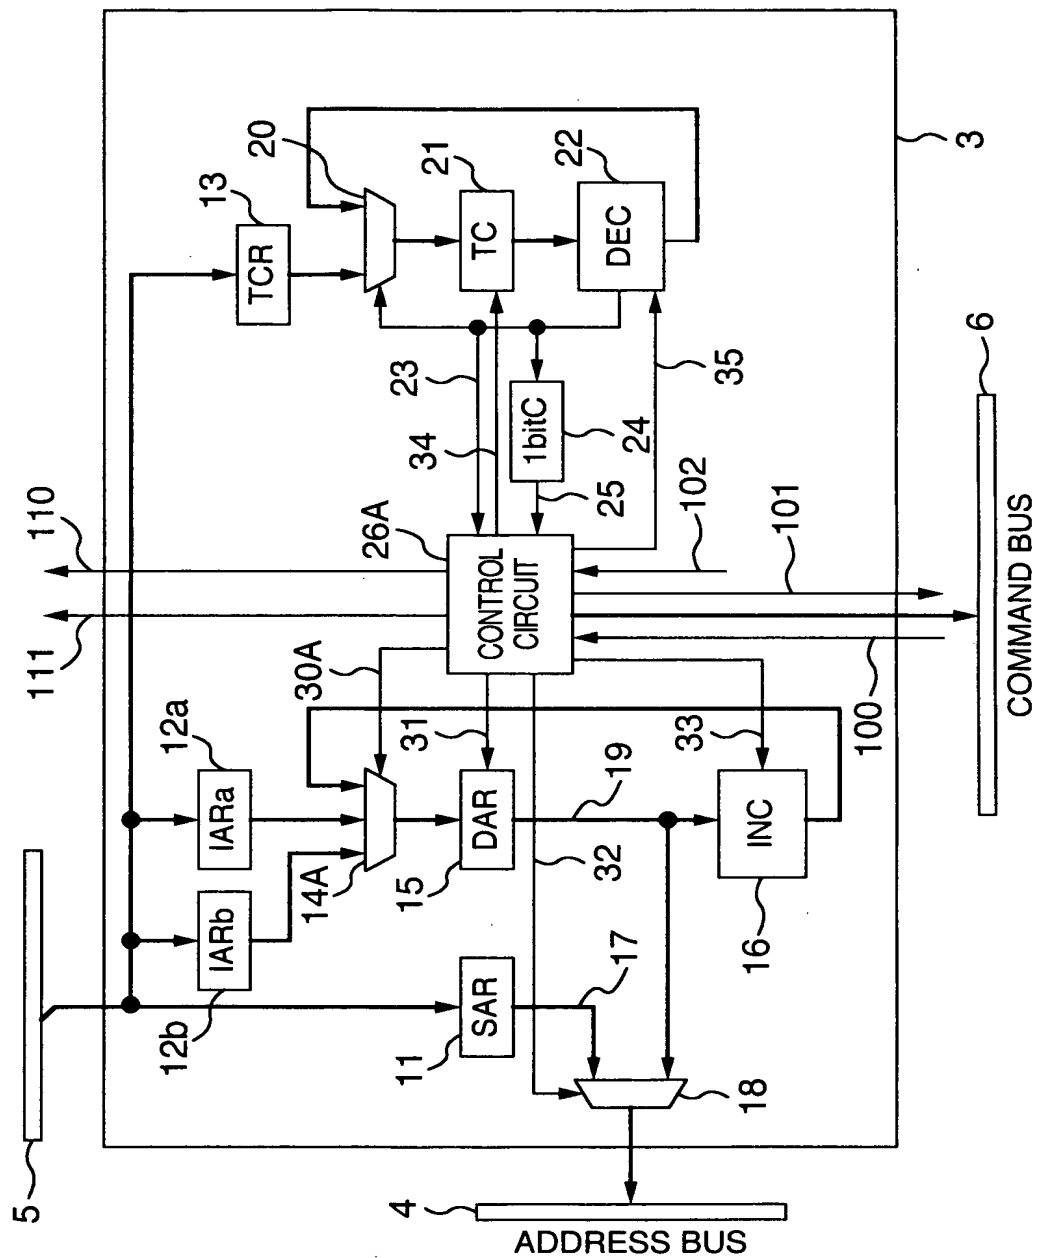 5
111
110
12b
12a
IARb
IARa
13
TCR
20
14A
30A
26A
4
11
15
31
34
23
21
SAR
DAR
CONTROL
CIRCUIT
TC
1bitC
22
ADDRESS BUS
17
32
19
25
24
DEC
33
102
35
18
16
INC
101
100
3
6
COMMAND BUS